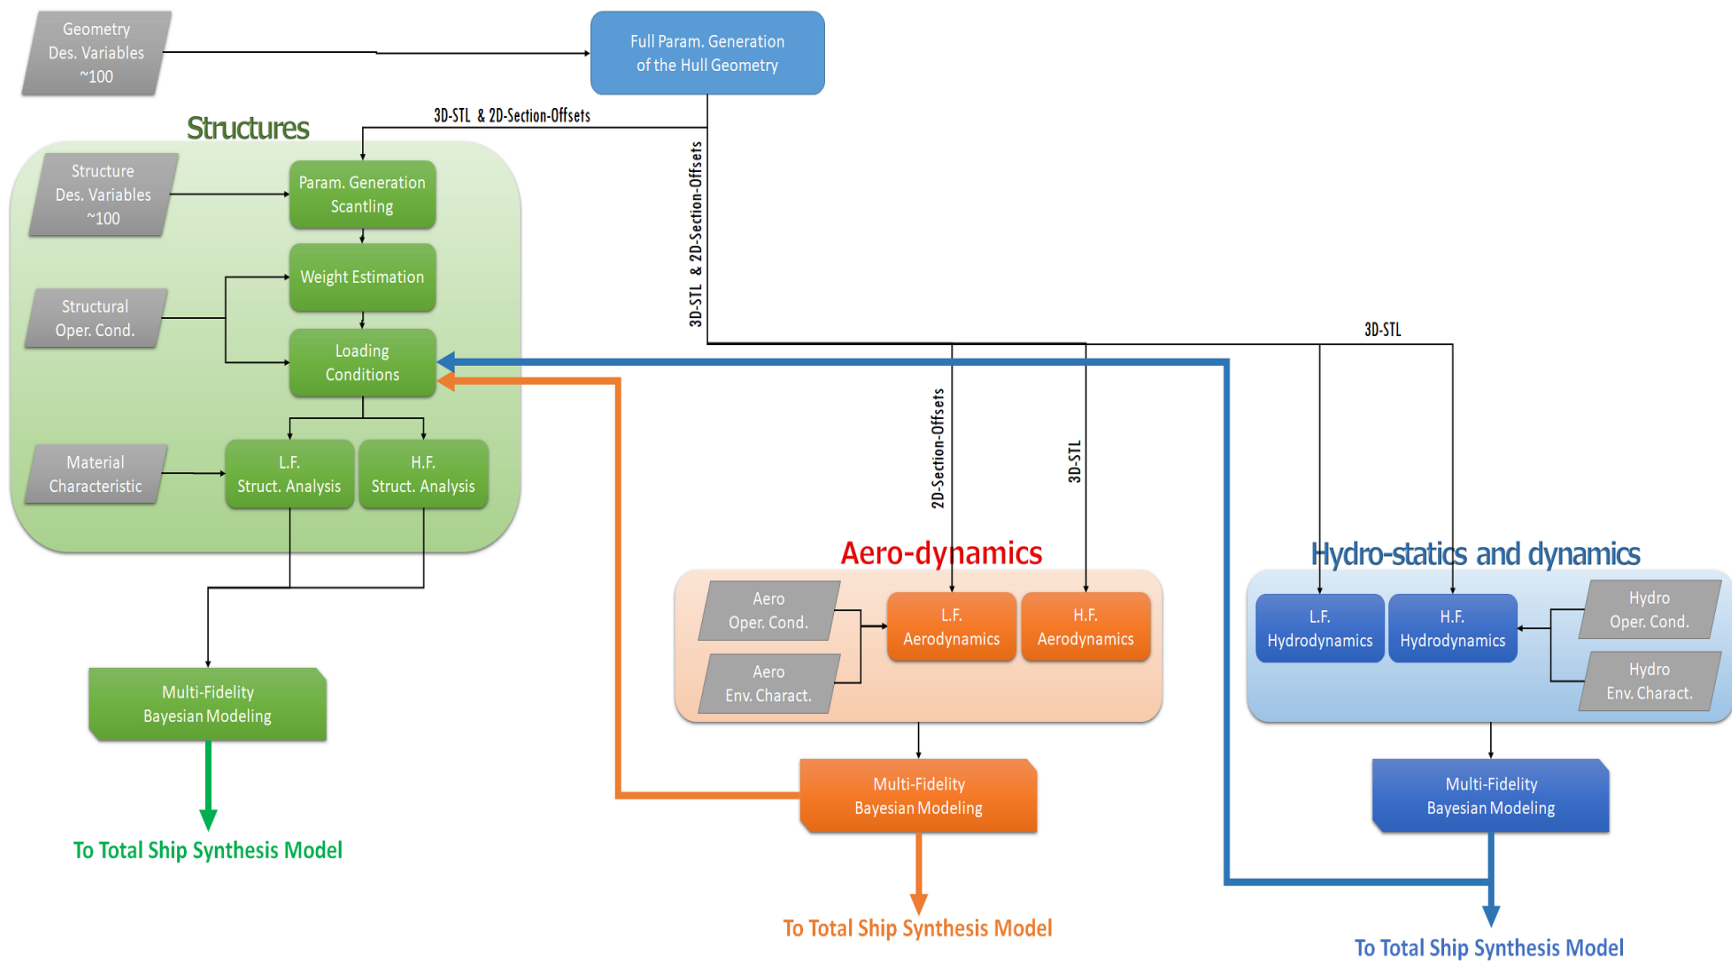 Geometry
Des. Variables
~100
Full Param. Generation
of the Hull Geometry
3D-STL & 2D-Section-Offsets
Structures
Structure
Des. Variables
~100
Param. Generation
Scantling
Weight Estimation
Structural
Oper. Cond.
Loading
Conditions
Material
Characteristic
L.F.
Struct. Analysis
H.F.
Struct. Analysis
Multi-Fidelity
Bayesian Modeling
To Total Ship Synthesis Model
3D-STL & 2D-Section-Offsets
3D-STL
2D-Section-Offsets
3D-STL
Aero-dynamics
Aero
Oper. Cond.
Aero
Env. Charact.
L.F.
Aerodynamics
H.F.
Aerodynamics
Multi-Fidelity
Bayesian Modeling
To Total Ship Synthesis Model
Hydro-statics and dynamics
L.F.
Hydrodynamics
H.F.
Hydrodynamics
Hydro
Oper. Cond.
Hydro
Env. Charact.
Multi-Fidelity
Bayesian Modeling
To Total Ship Synthesis Model